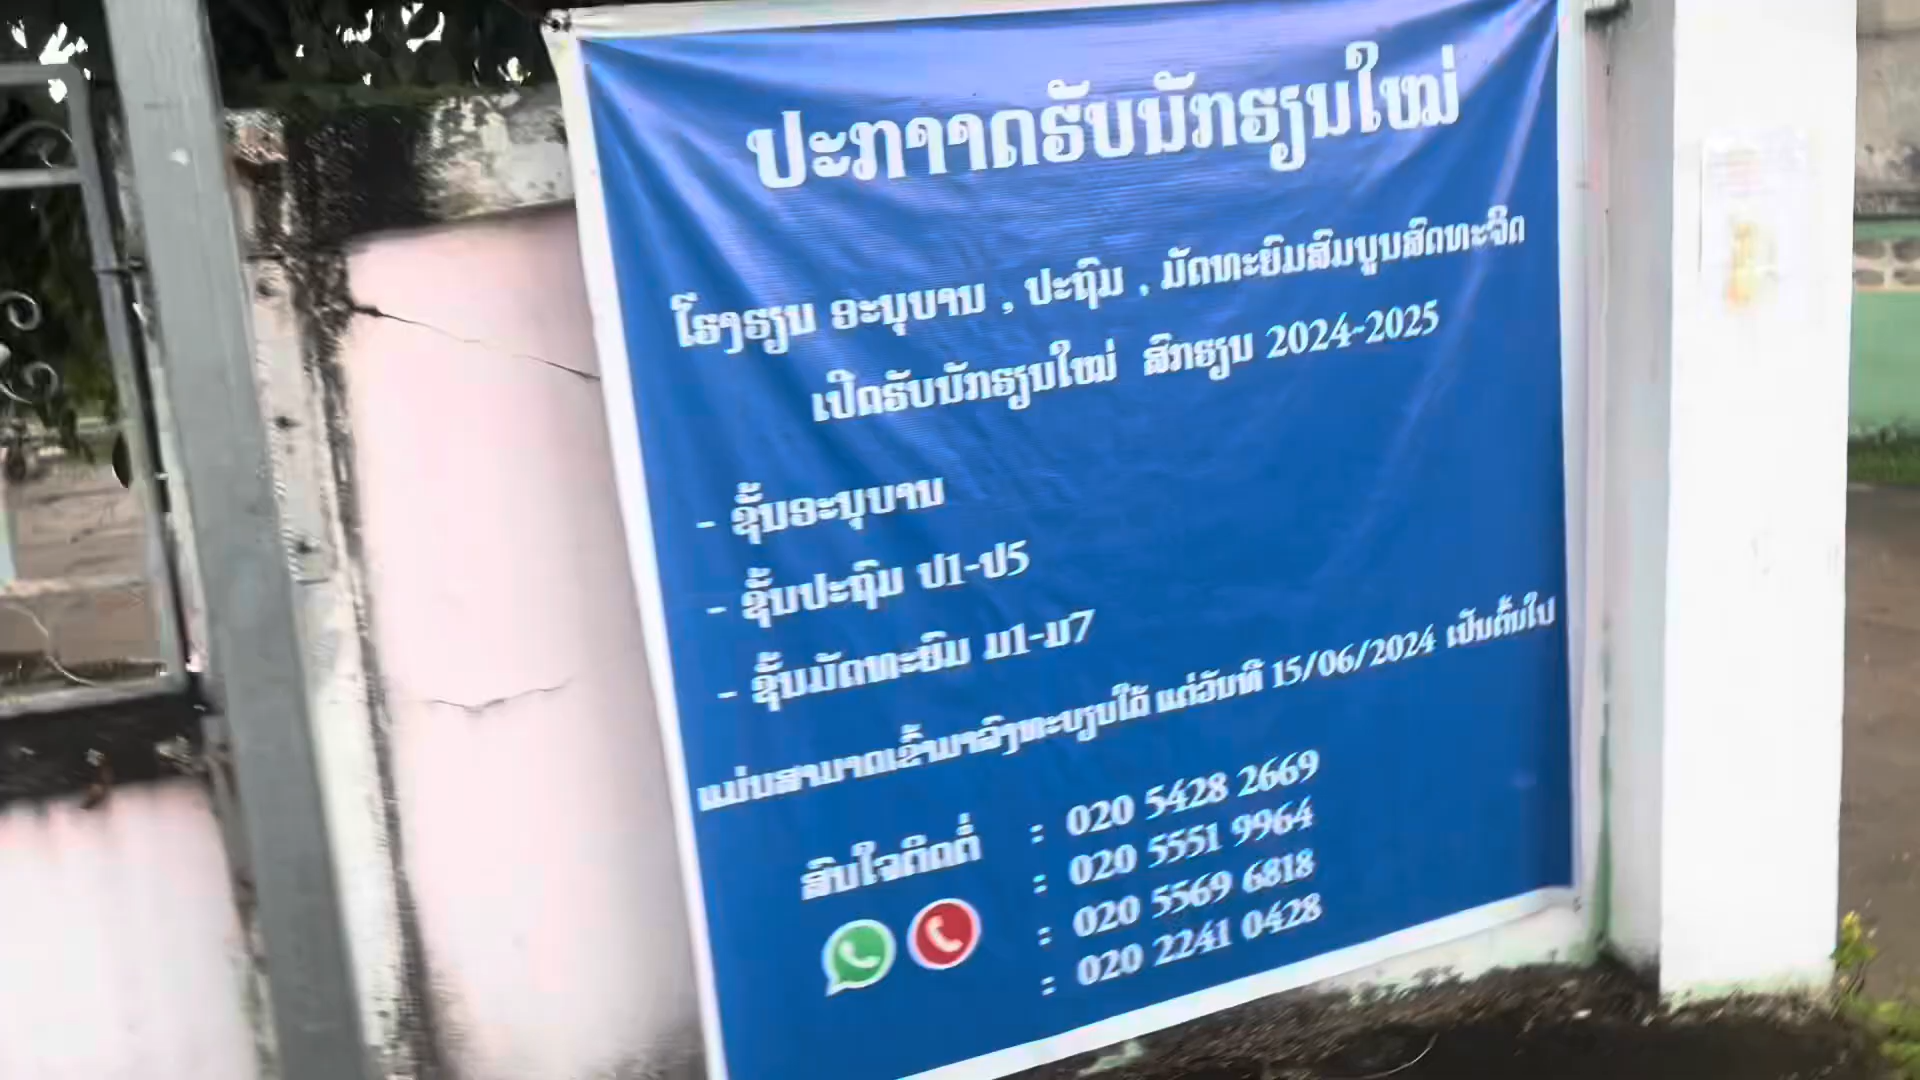 ປະກາາດຮັບນັກຮຽນໃໝ່
ໂຮງຮຽນ ອະນຸບານ , ປະຖົມ , ມັດທະຍົມສົມບູນສິດທະຈິດ
ເປີດຮັບນັກຮຽນໃໝ່ ສົກຮຽນ 2024-2025
- ຊັ້ນອະນຸບານ
- ຊັ້ນປະຖົມ ປ1-ປ5
- ຊັ້ນມັດທະຍົມ ມ1-ມ7
ແມ່ນສາມາດເຂົ້າມາລົງທະບຽນໄດ້ ແຕ່ວັນທີ 15/06/2024 ເປັນຕົ້ນໄປ
ສົນໃຈຕິດຕໍ່ : 020 5428 2669
: 020 5551 9964
: 020 5569 6818
: 020 2241 0428